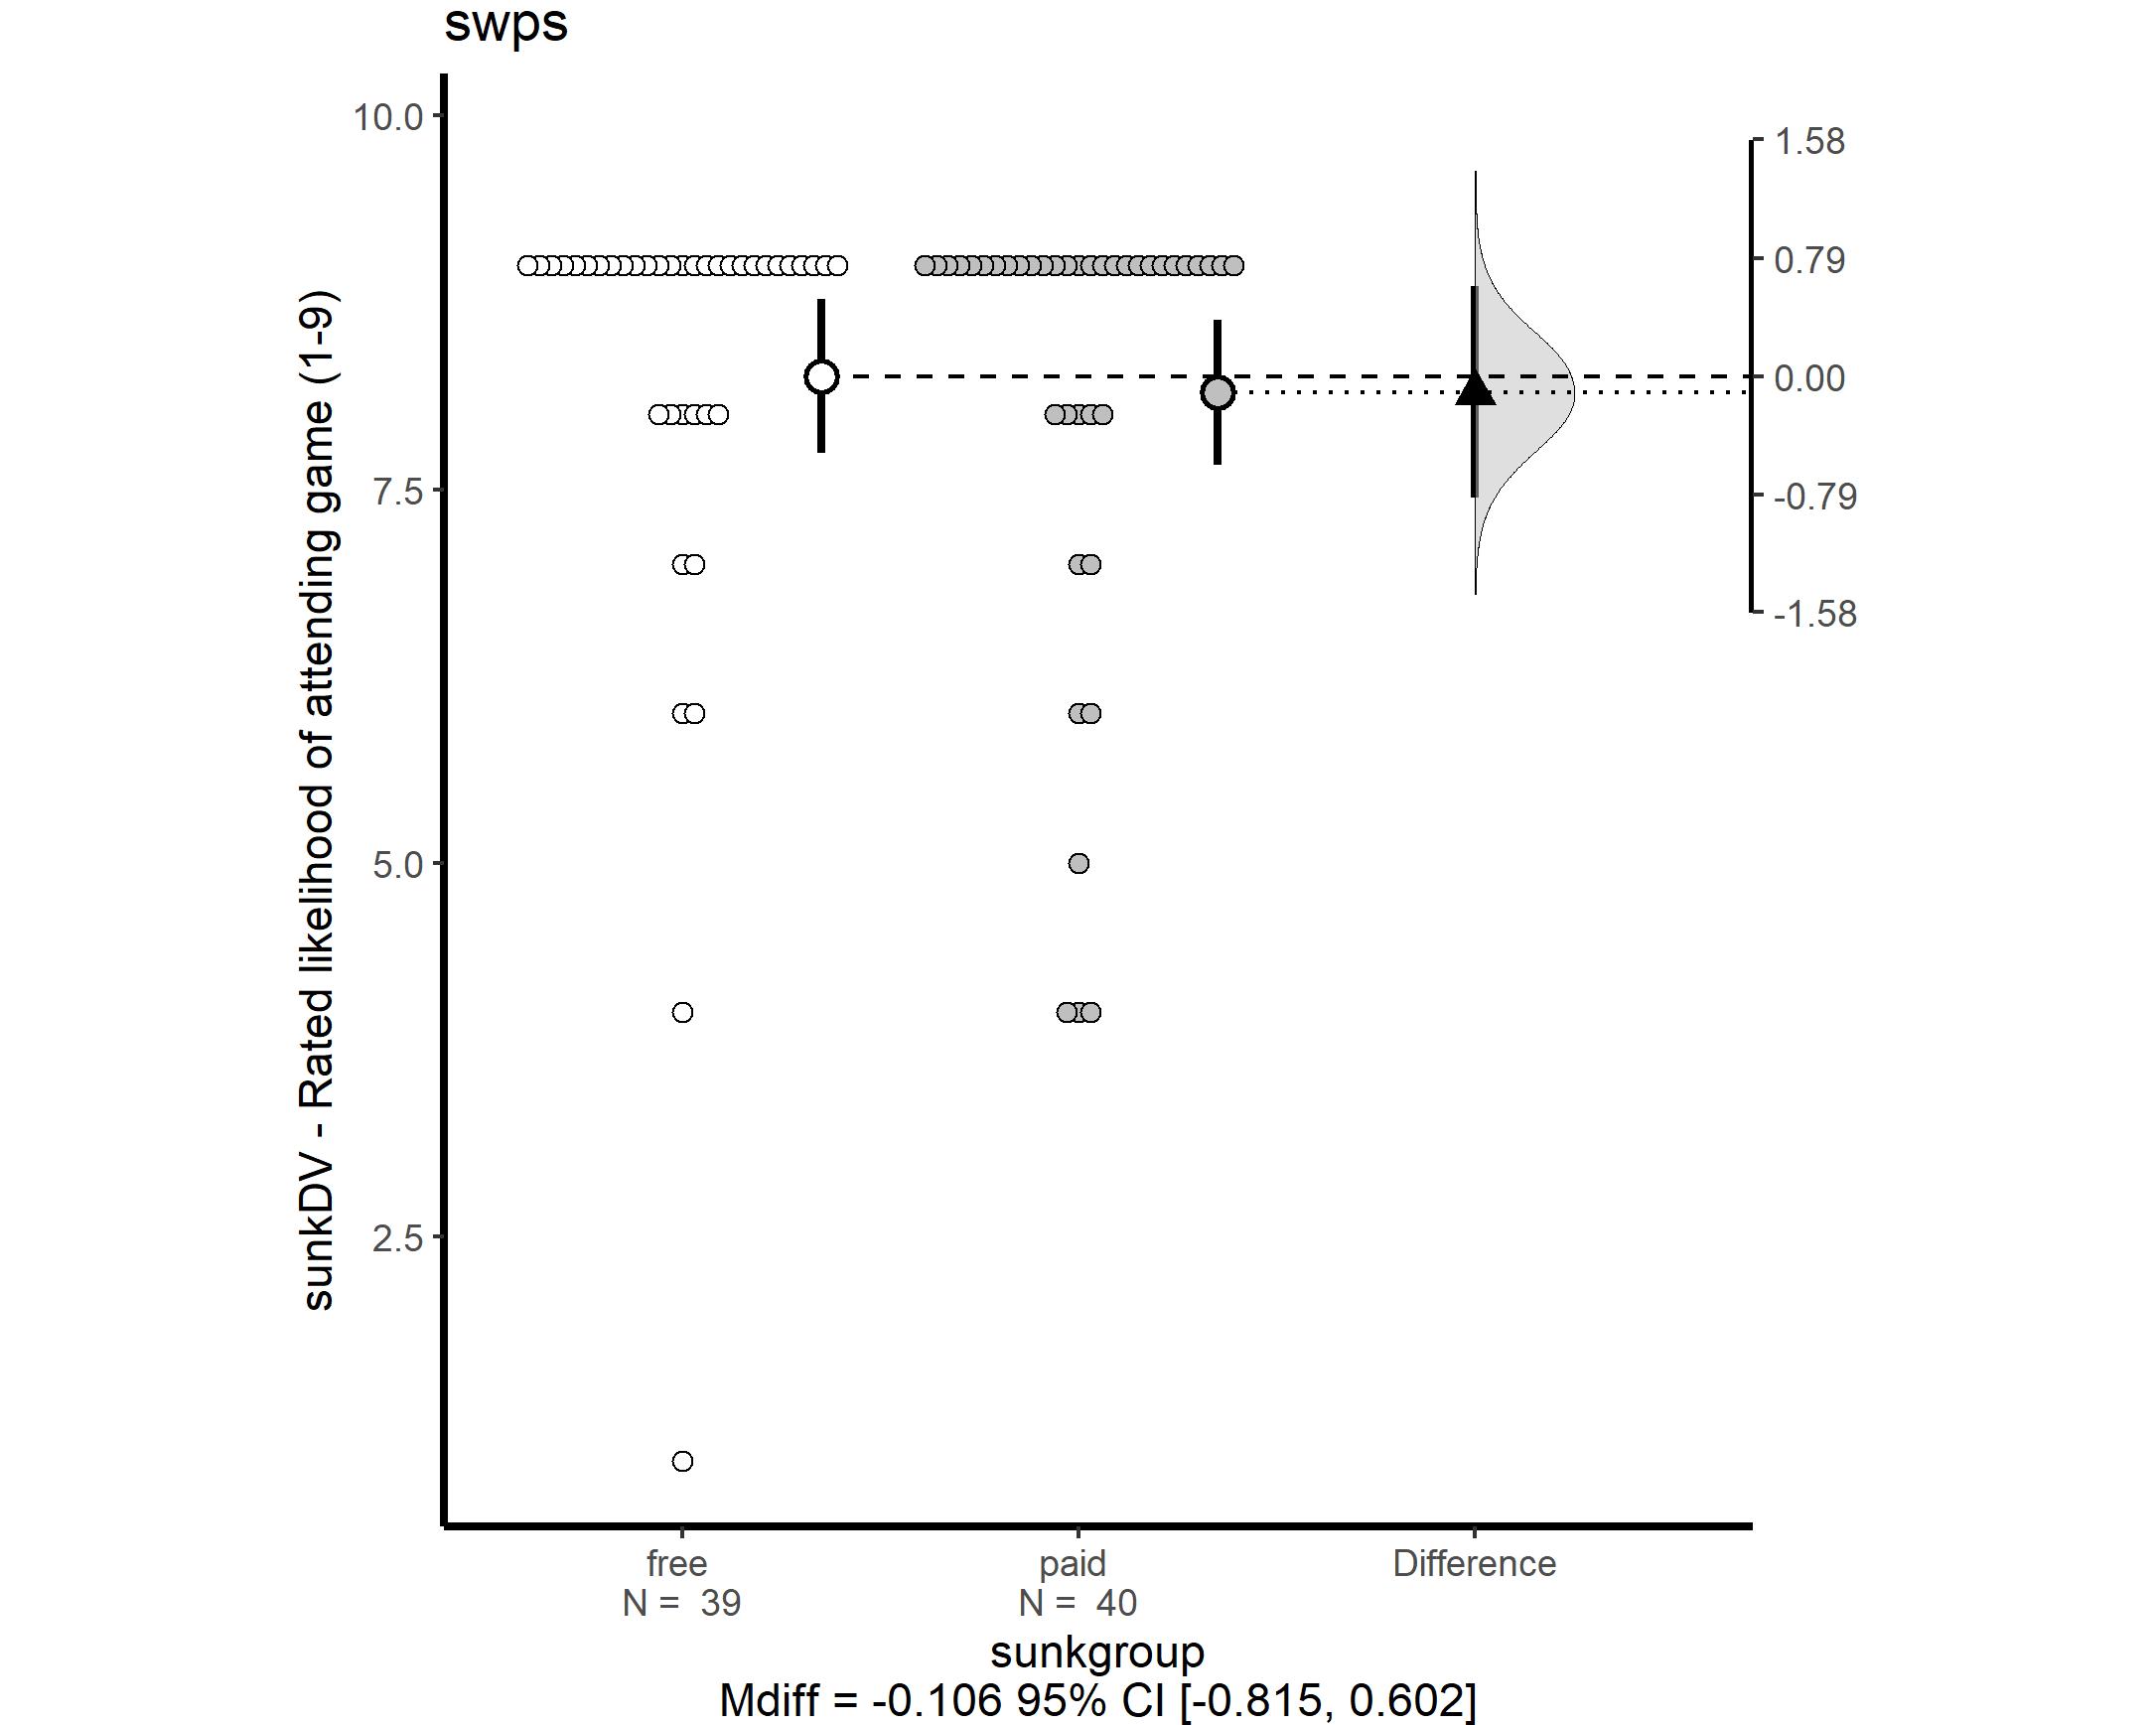 swps
sunkDV - Rated likelihood of attending game (1-9)
10.0
7.5
5.0
2.5
1.58
0.79
0.00
-0.79
-1.58
free
N = 39
paid
N = 40
Difference
sunkgroup
Mdiff = -0.106 95% CI [-0.815, 0.602]